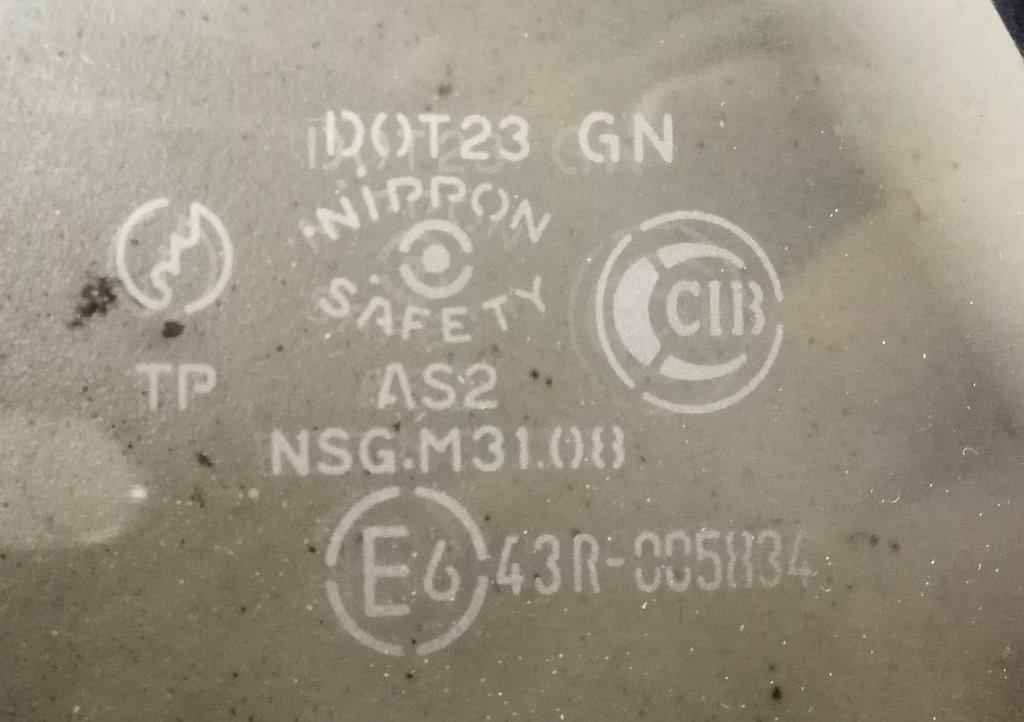 DOT23 GN
NIPPON
SAFETY
CIB
TP
AS2
NSG.M31.08
E6 43R-005834